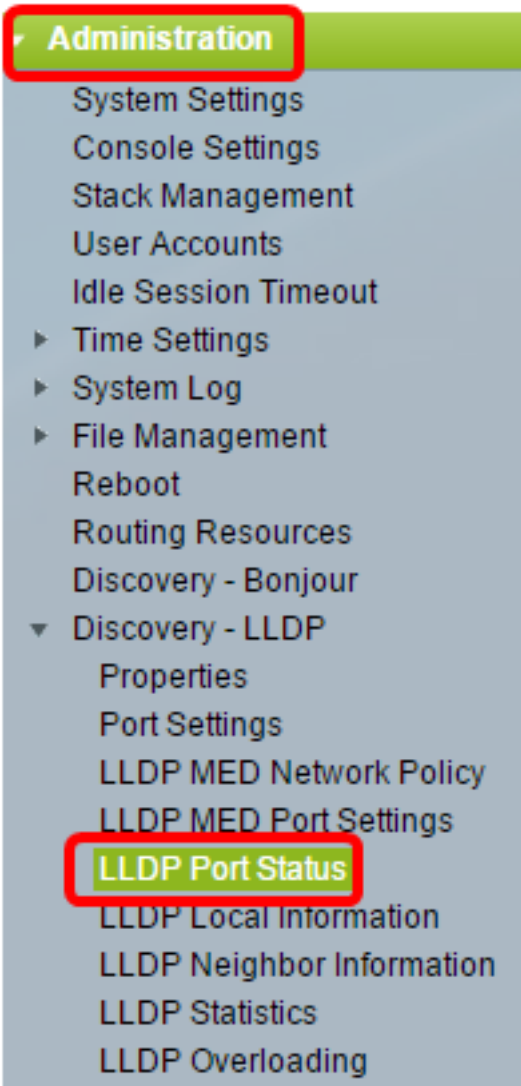 Administration
System Settings
Console Settings
Stack Management
User Accounts
Idle Session Timeout
Time Settings
System Log
File Management
Reboot
Routing Resources
Discovery - Bonjour
Discovery - LLDP
Properties
Port Settings
LLDP MED Network Policy
LLDP MED Port Settings
LLDP Port Status
LLDP Local Information
LLDP Neighbor Information
LLDP Statistics
LLDP Overloading